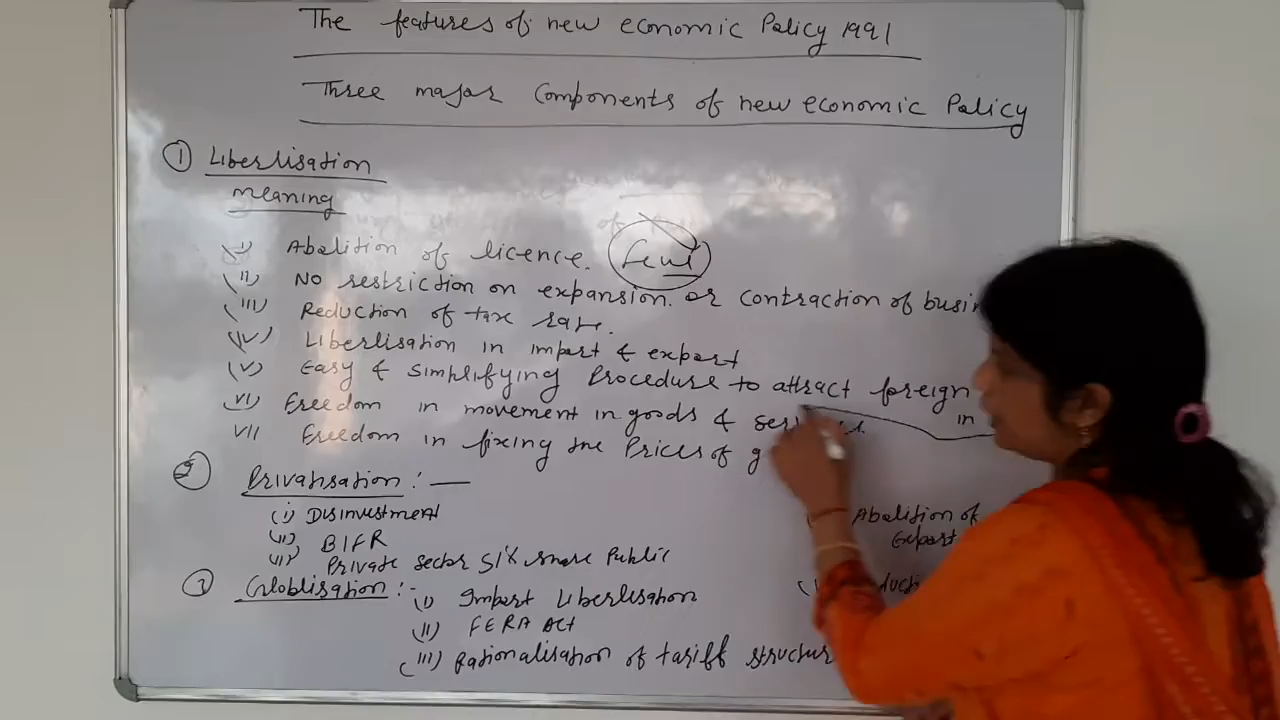 The features of new economic Policy 1991
Three major Components of new economic Policy
① Liberlisation
meaning
(i) Abolition of licence.
(ii) No restriction on expansion. or contraction of busin
(iii) Reduction of tax rate.
(iv) Liberlisation in import & export
(v) Easy & simplifying Procedure to attract foreign
in
vi Freedom in movement in goods & ser
vii Freedom in fixing the Prices of g
② Privatisation : —
(i) Disinvestment
(ii) BIFR
(iii) Private sector 51% share Public
Abolition of
Export
③ Globlisation :-
(i) Import Liberlisation
(ii) FERA Act
(iii) Rationalisation of tariff structur